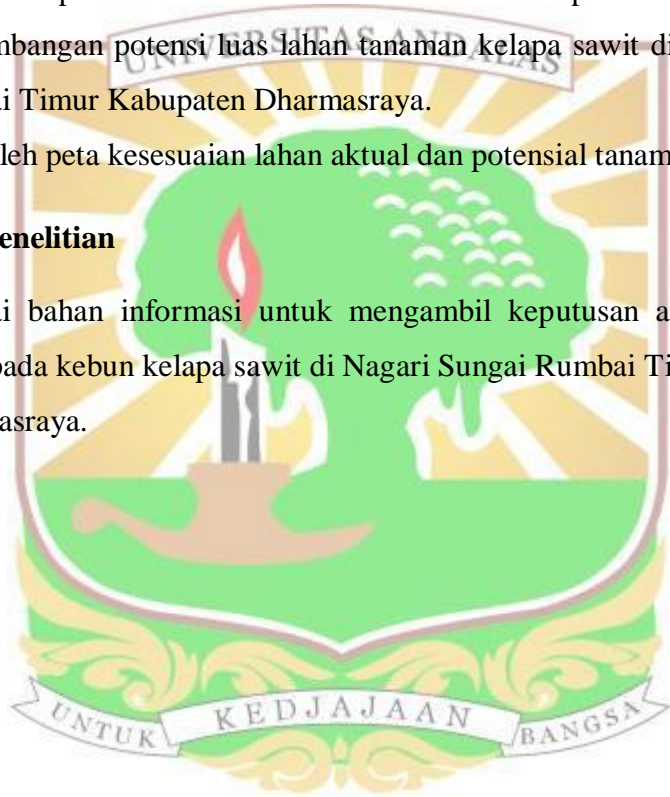 mbangan potensi luas lahan tanaman kelapa sawit di
ai Timur Kabupaten Dharmasraya.
leh peta kesesuaian lahan aktual dan potensial tanam
enelitian
ai bahan informasi untuk mengambil keputusan a
pada kebun kelapa sawit di Nagari Sungai Rumbai Ti
asraya.
UNIVERSITAS ANDALAS
UNTUK KEDJAJAAN BANGSA